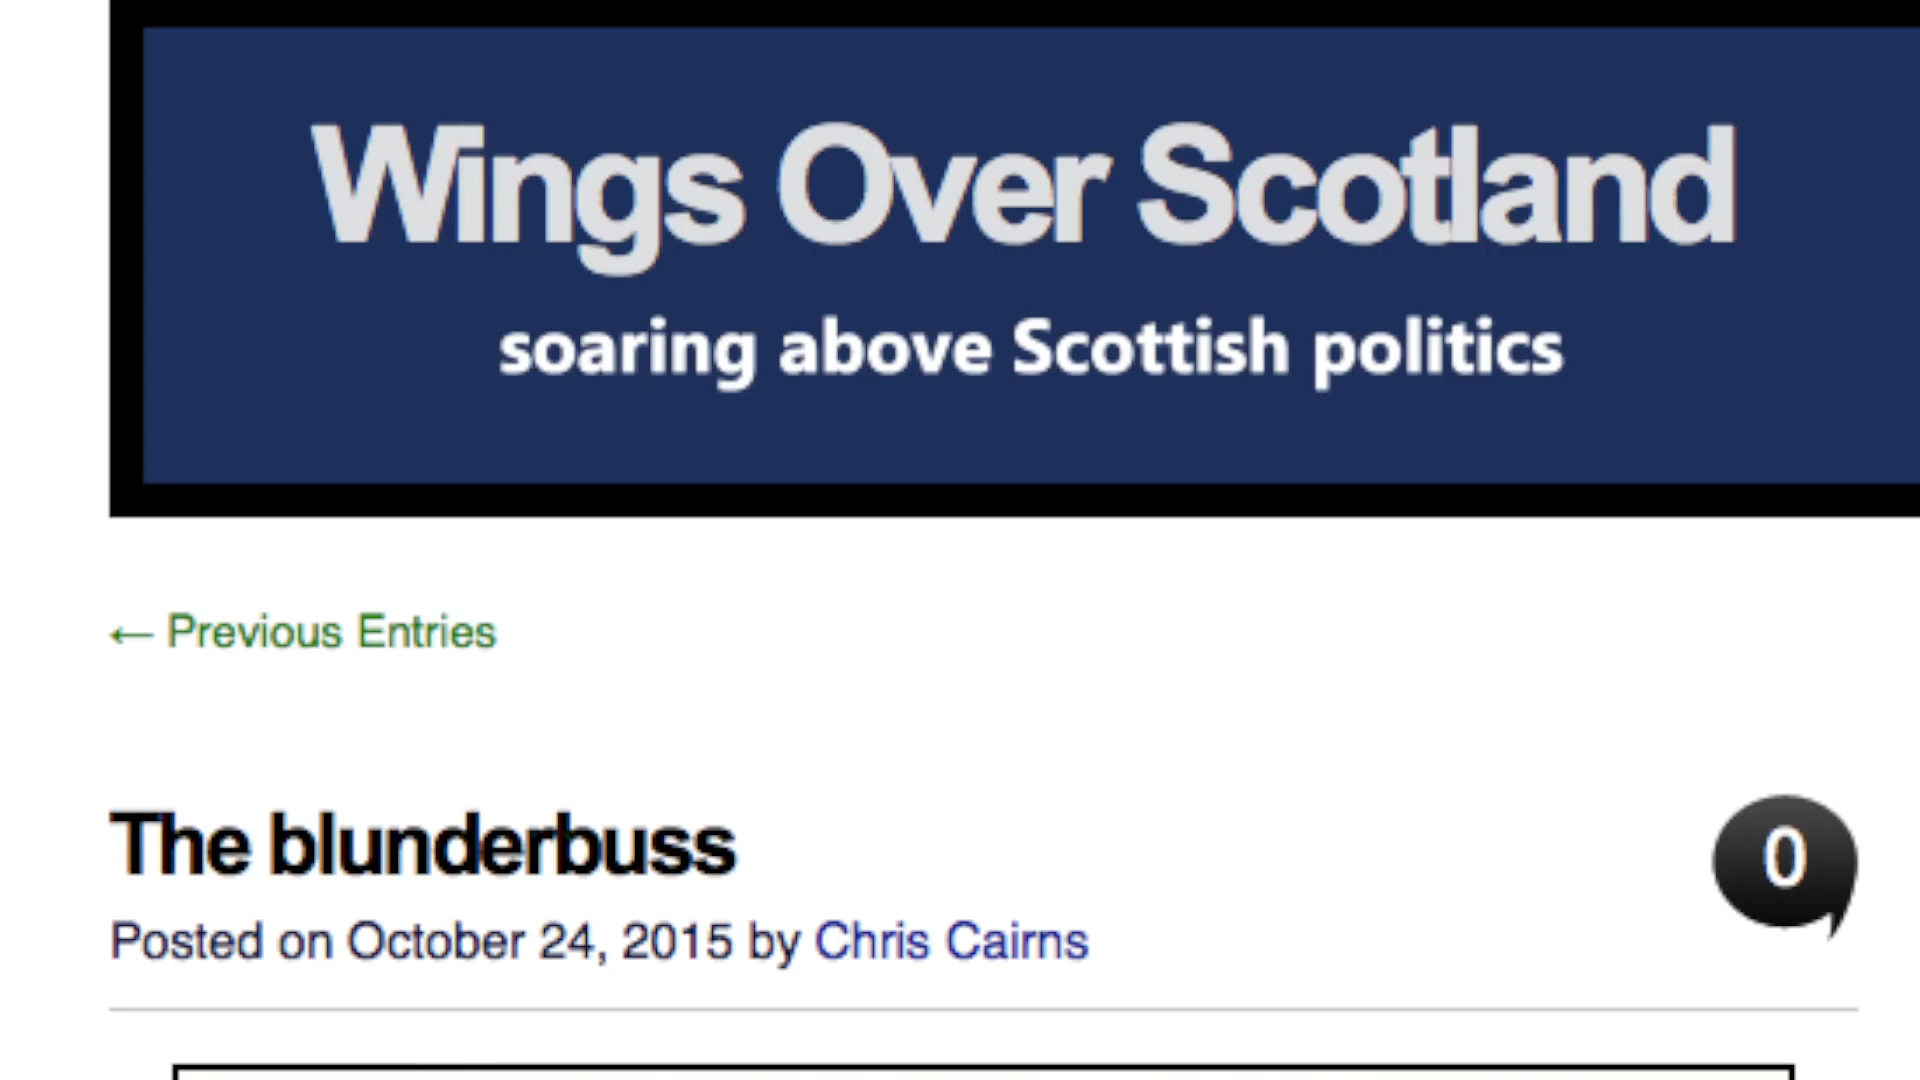 Wings Over Scotland
soaring above Scottish politics
← Previous Entries
The blunderbuss
0
Posted on October 24, 2015 by Chris Cairns